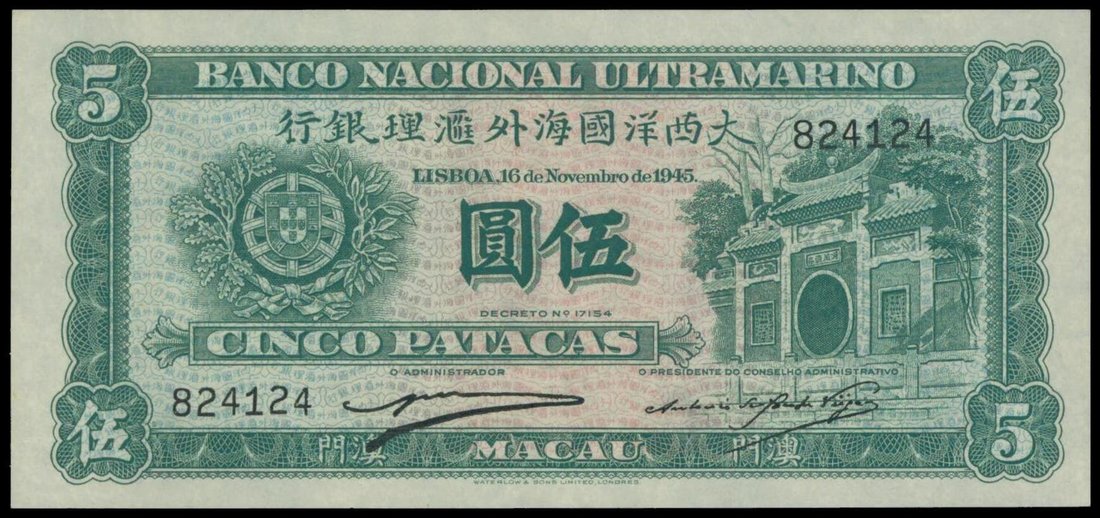 5
伍
BANCO NACIONAL ULTRAMARINO
行銀理滙外海國洋西大
824124
LISBOA, 16 de Novembro de 1945.
圓伍
DECRETO Nº 17154
CINCO PATACAS
O ADMINISTRADOR
O PRESIDENTE DO CONSELHO ADMINISTRATIVO
824124
伍
門澳
MACAU
門澳
5
WATERLOW & SONS LIMITED, LONDRES.